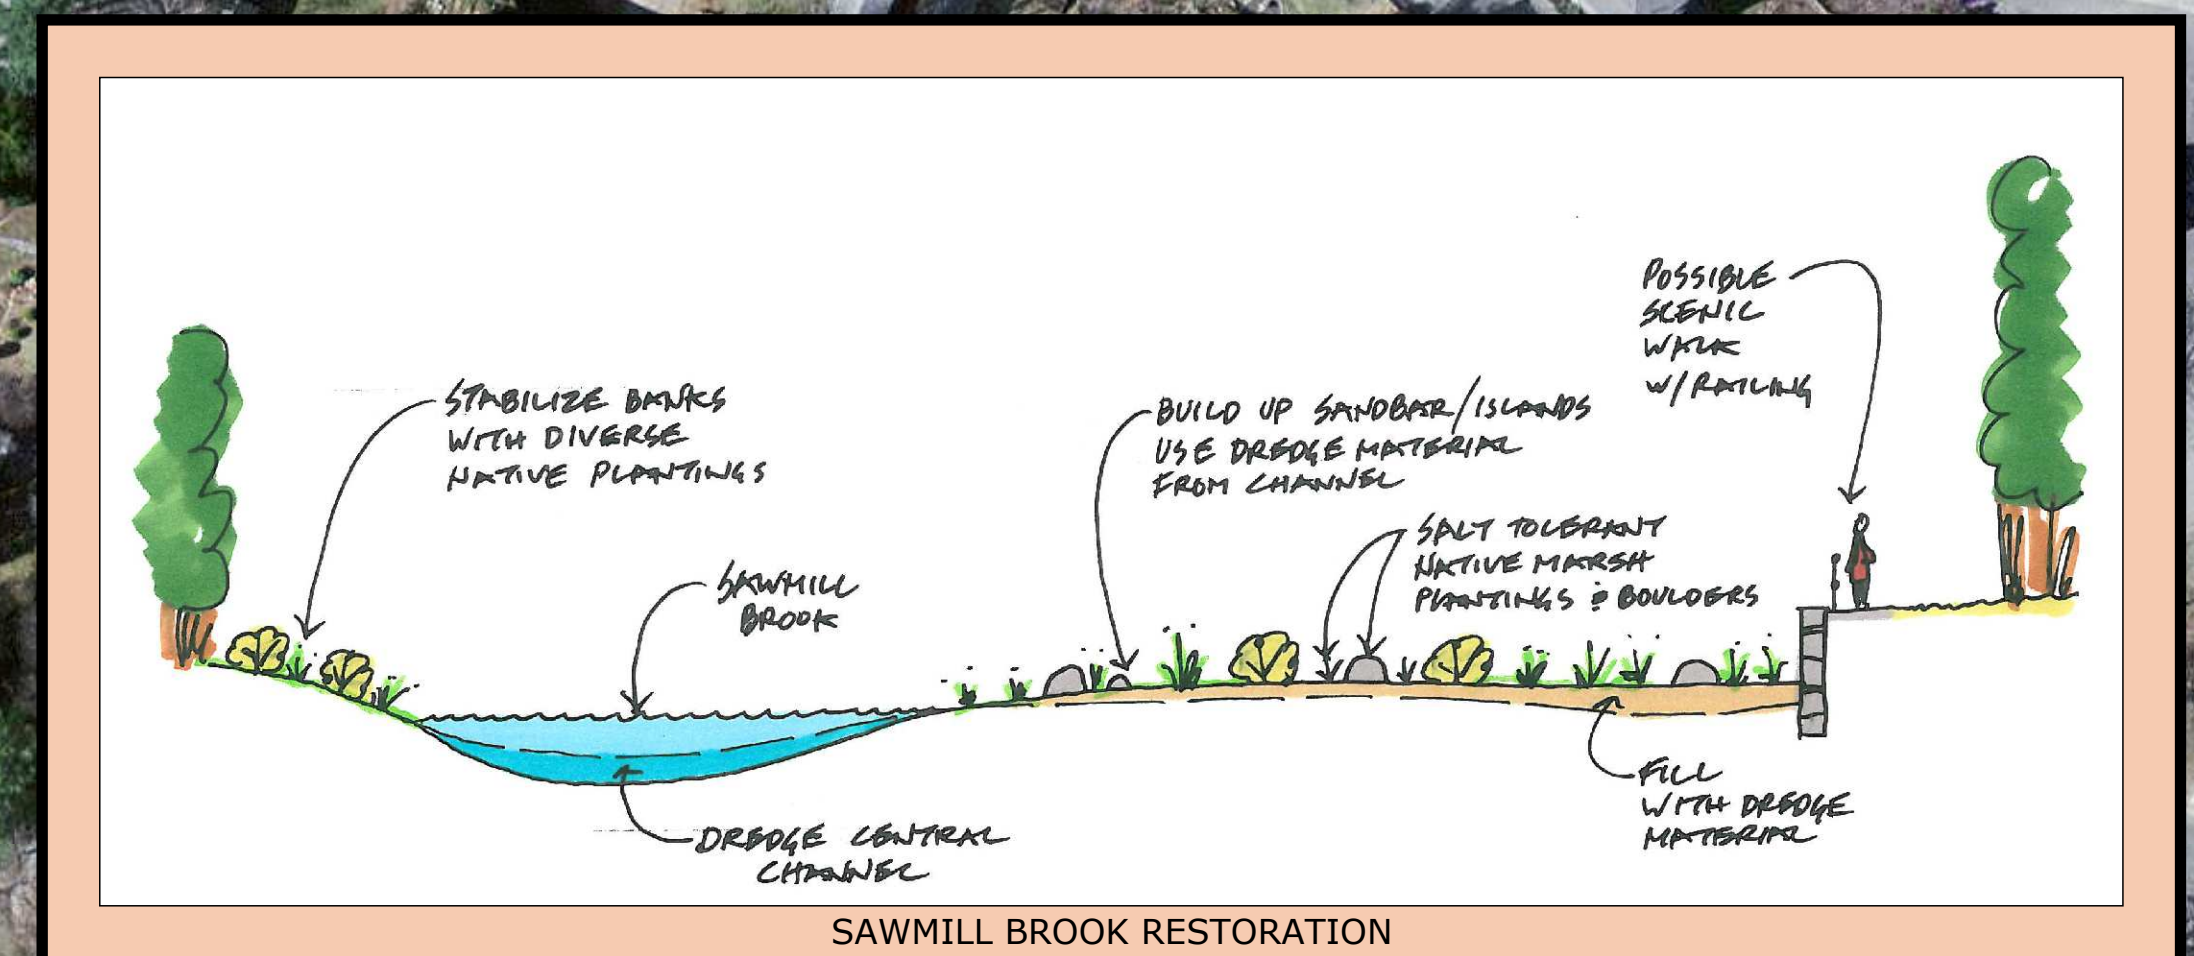 POSSIBLE
SCENIC
WALK
W/RAILING
STABILIZE BANKS
WITH DIVERSE
NATIVE PLANTINGS
BUILD UP SANDBAR/ISLANDS
USE DREDGE MATERIAL
FROM CHANNEL
SALT TOLERANT
NATIVE MARSH
PLANTINGS & BOULDERS
SAWMILL
BROOK
FILL
WITH DREDGE
MATERIAL
DREDGE CENTRAL
CHANNEL
SAWMILL BROOK RESTORATION